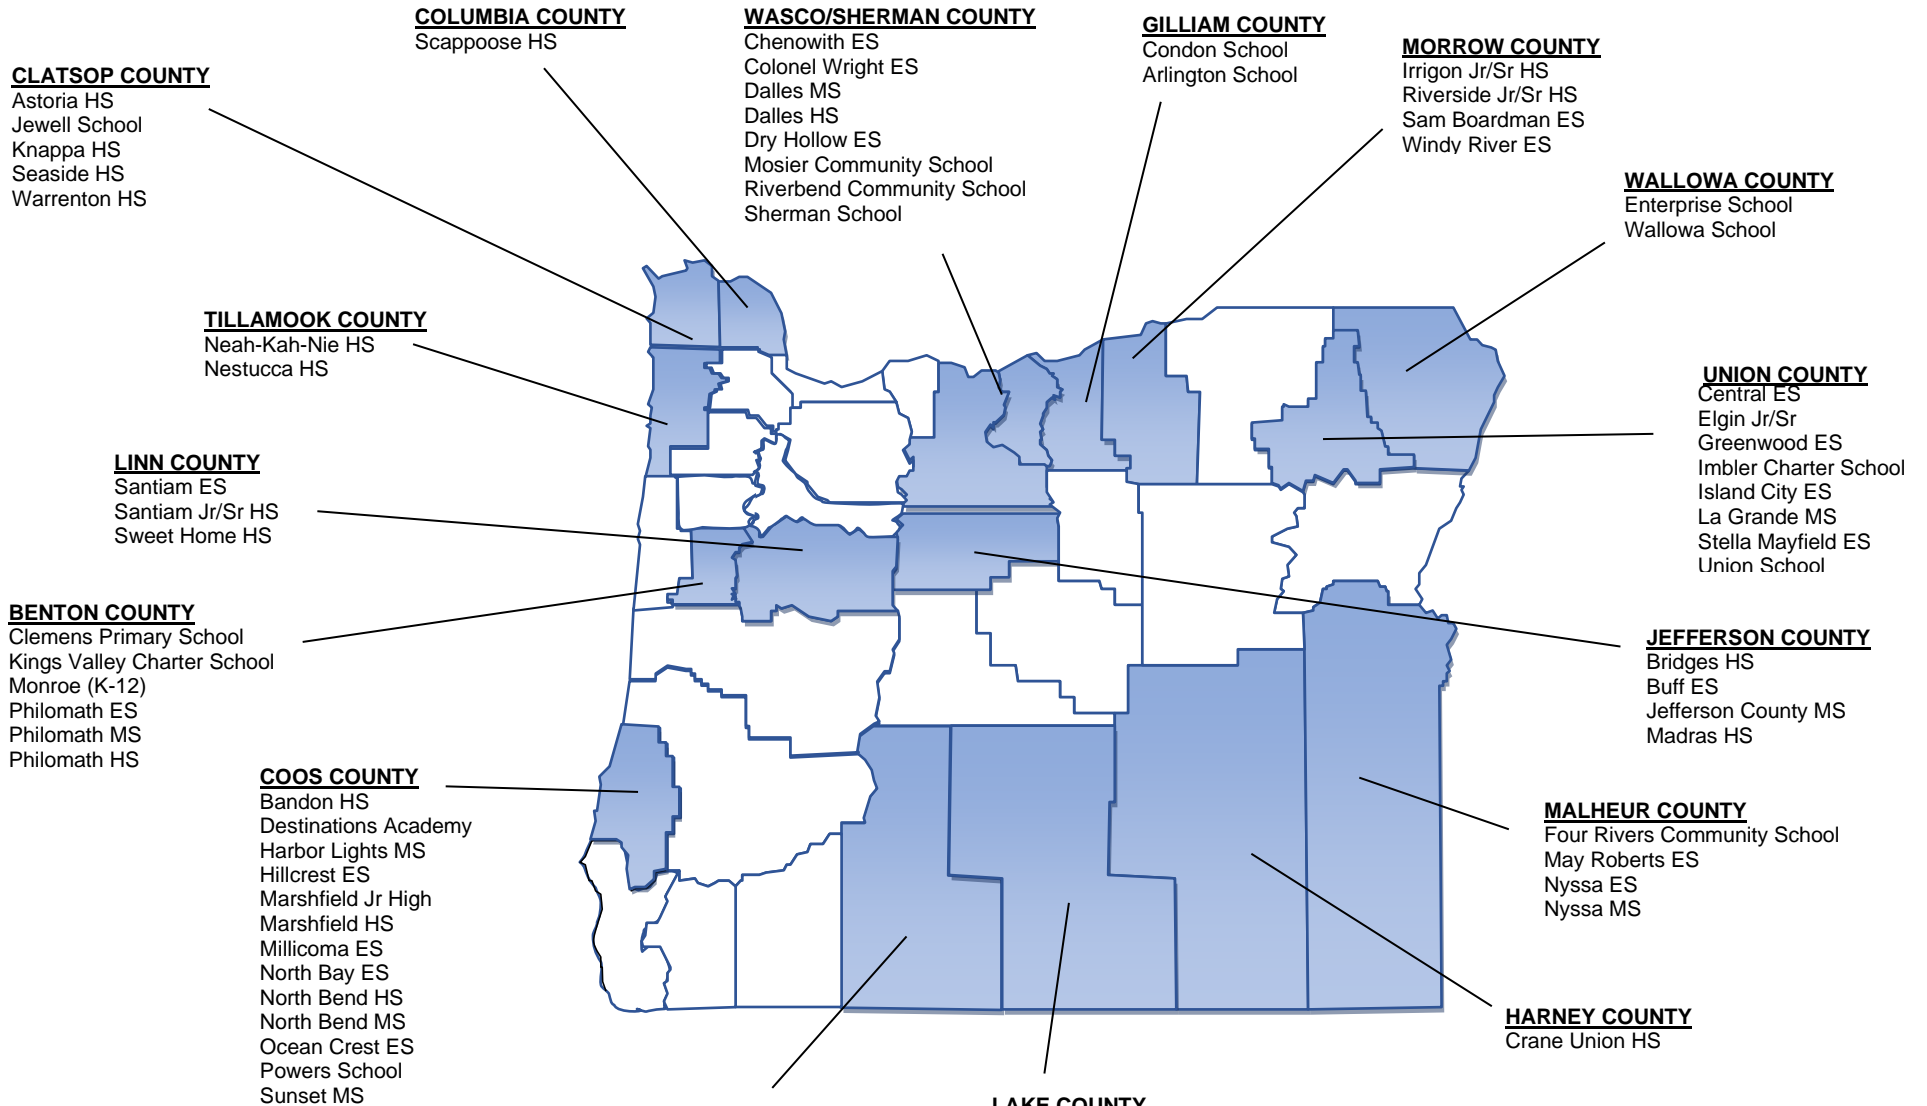 COLUMBIA COUNTY
Scappoose HS
WASCO/SHERMAN COUNTY
Chenowith ES
Colonel Wright ES
Dalles MS
Dalles HS
Dry Hollow ES
Mosier Community School
Riverbend Community School
Sherman School
GILLIAM COUNTY
Condon School
Arlington School
MORROW COUNTY
Irrigon Jr/Sr HS
Riverside Jr/Sr HS
Sam Boardman ES
Windy River ES
CLATSOP COUNTY
Astoria HS
Jewell School
Knappa HS
Seaside HS
Warrenton HS
WALLOWA COUNTY
Enterprise School
Wallowa School
TILLAMOOK COUNTY
Neah-Kah-Nie HS
Nestucca HS
UNION COUNTY
Central ES
Elgin Jr/Sr
Greenwood ES
Imbler Charter School
Island City ES
La Grande MS
Stella Mayfield ES
Union School
LINN COUNTY
Santiam ES
Santiam Jr/Sr HS
Sweet Home HS
BENTON COUNTY
Clemens Primary School
Kings Valley Charter School
Monroe (K-12)
Philomath ES
Philomath MS
Philomath HS
JEFFERSON COUNTY
Bridges HS
Buff ES
Jefferson County MS
Madras HS
COOS COUNTY
Bandon HS
Destinations Academy
Harbor Lights MS
Hillcrest ES
Marshfield Jr High
Marshfield HS
Millicoma ES
North Bay ES
North Bend HS
North Bend MS
Ocean Crest ES
Powers School
Sunset MS
MALHEUR COUNTY
Four Rivers Community School
May Roberts ES
Nyssa ES
Nyssa MS
HARNEY COUNTY
Crane Union HS
LAKE COUNTY